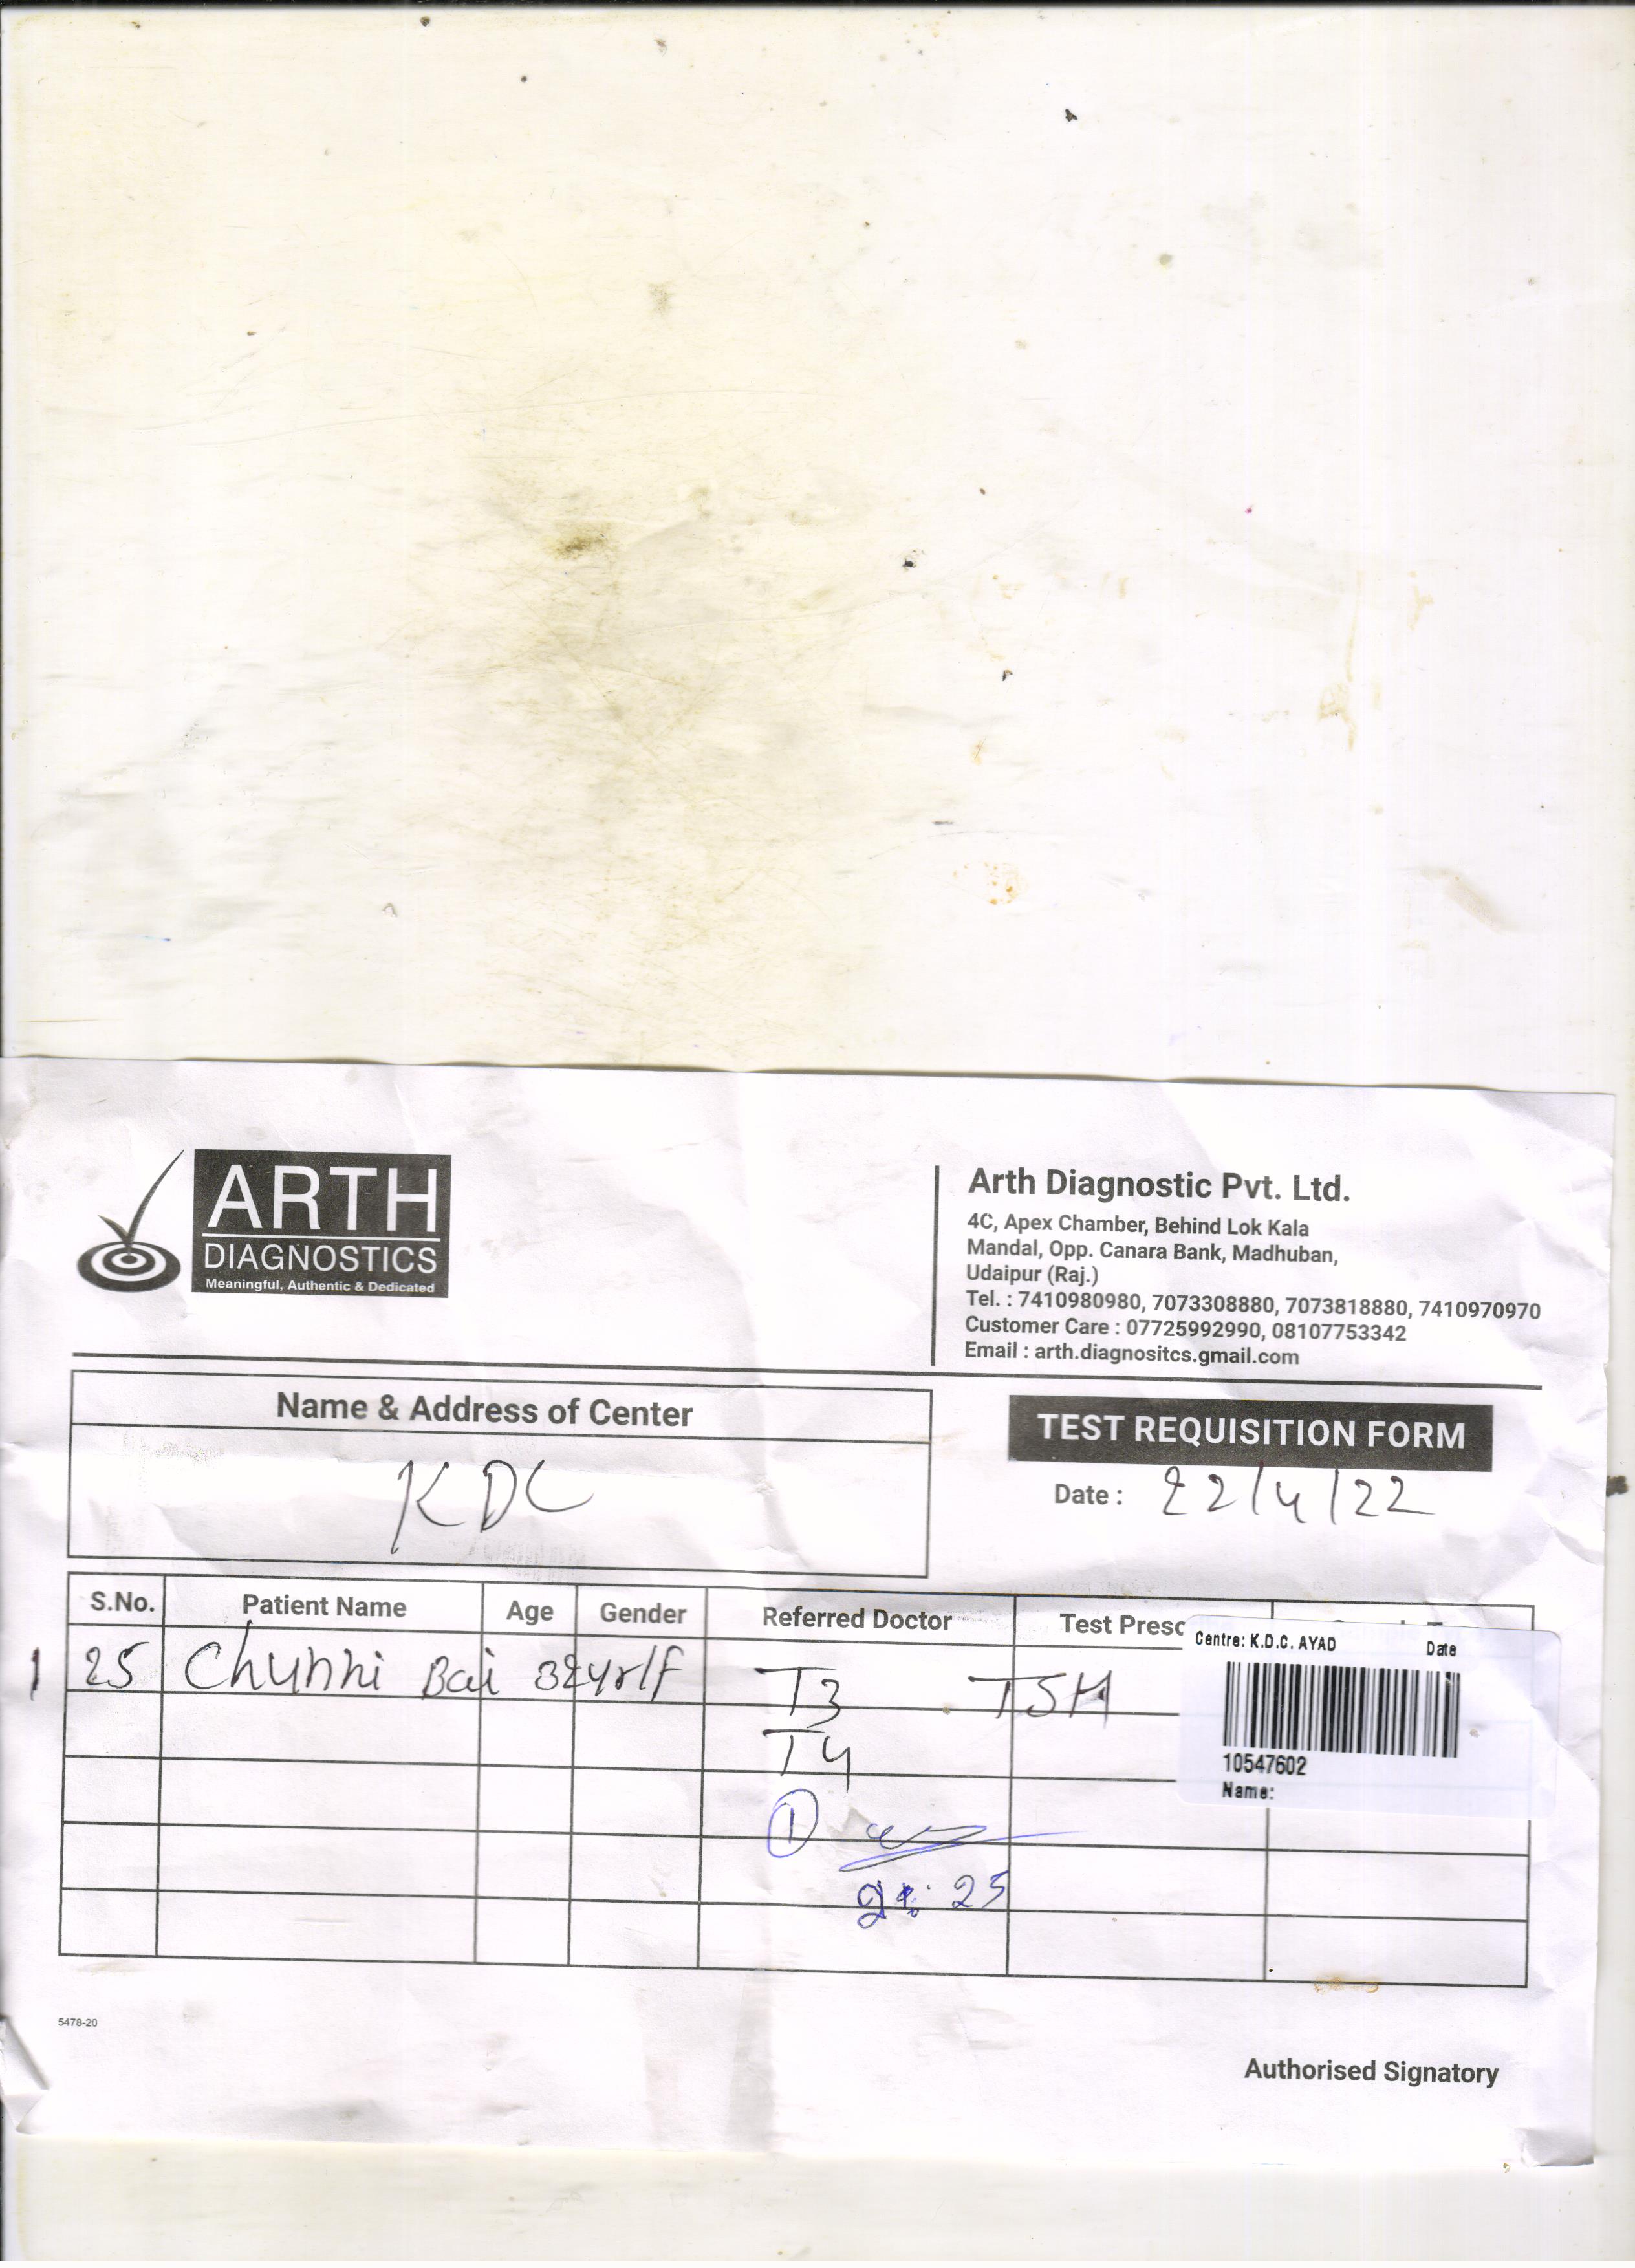 ARTH
DIAGNOSTICS
Meaningful, Authentic & Dedicated
Arth Diagnostic Pvt. Ltd.
4C, Apex Chamber, Behind Lok Kala
Mandal, Opp. Canara Bank, Madhuban,
Udaipur (Raj.)
Tel. : 7410980980, 7073308880, 7073818880, 7410970970
Customer Care : 07725992990, 08107753342
Email : arth.diagnositcs.gmail.com
Name & Address of Center
KDC
TEST REQUISITION FORM
Date : 22/4/22
S.No. Patient Name Age Gender Referred Doctor Test Presc
Centre: K.D.C. AYAD Date
1 25 Chunni Bai 32yr/F T3 TSH
T4
10547602
Name:
1
25
5478-20
Authorised Signatory